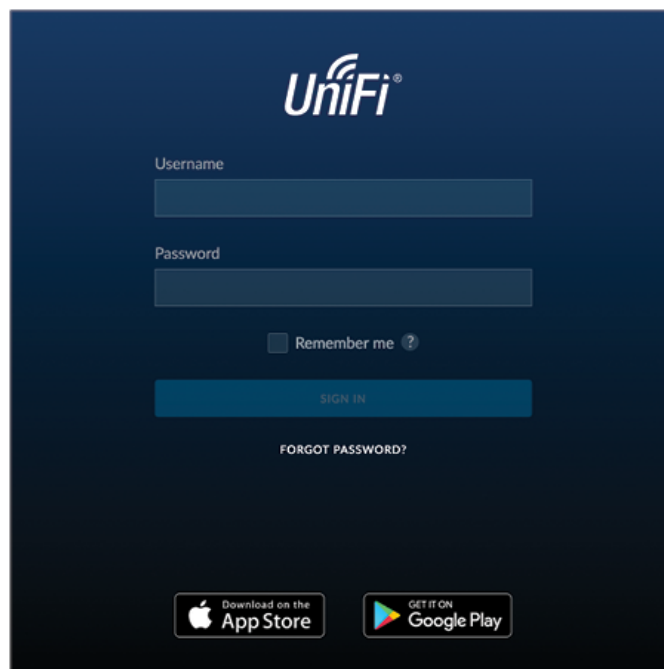 UniFi®
Username
Password
Remember me ?
SIGN IN
FORGOT PASSWORD?
Download on the
App Store
GET IT ON
Google Play